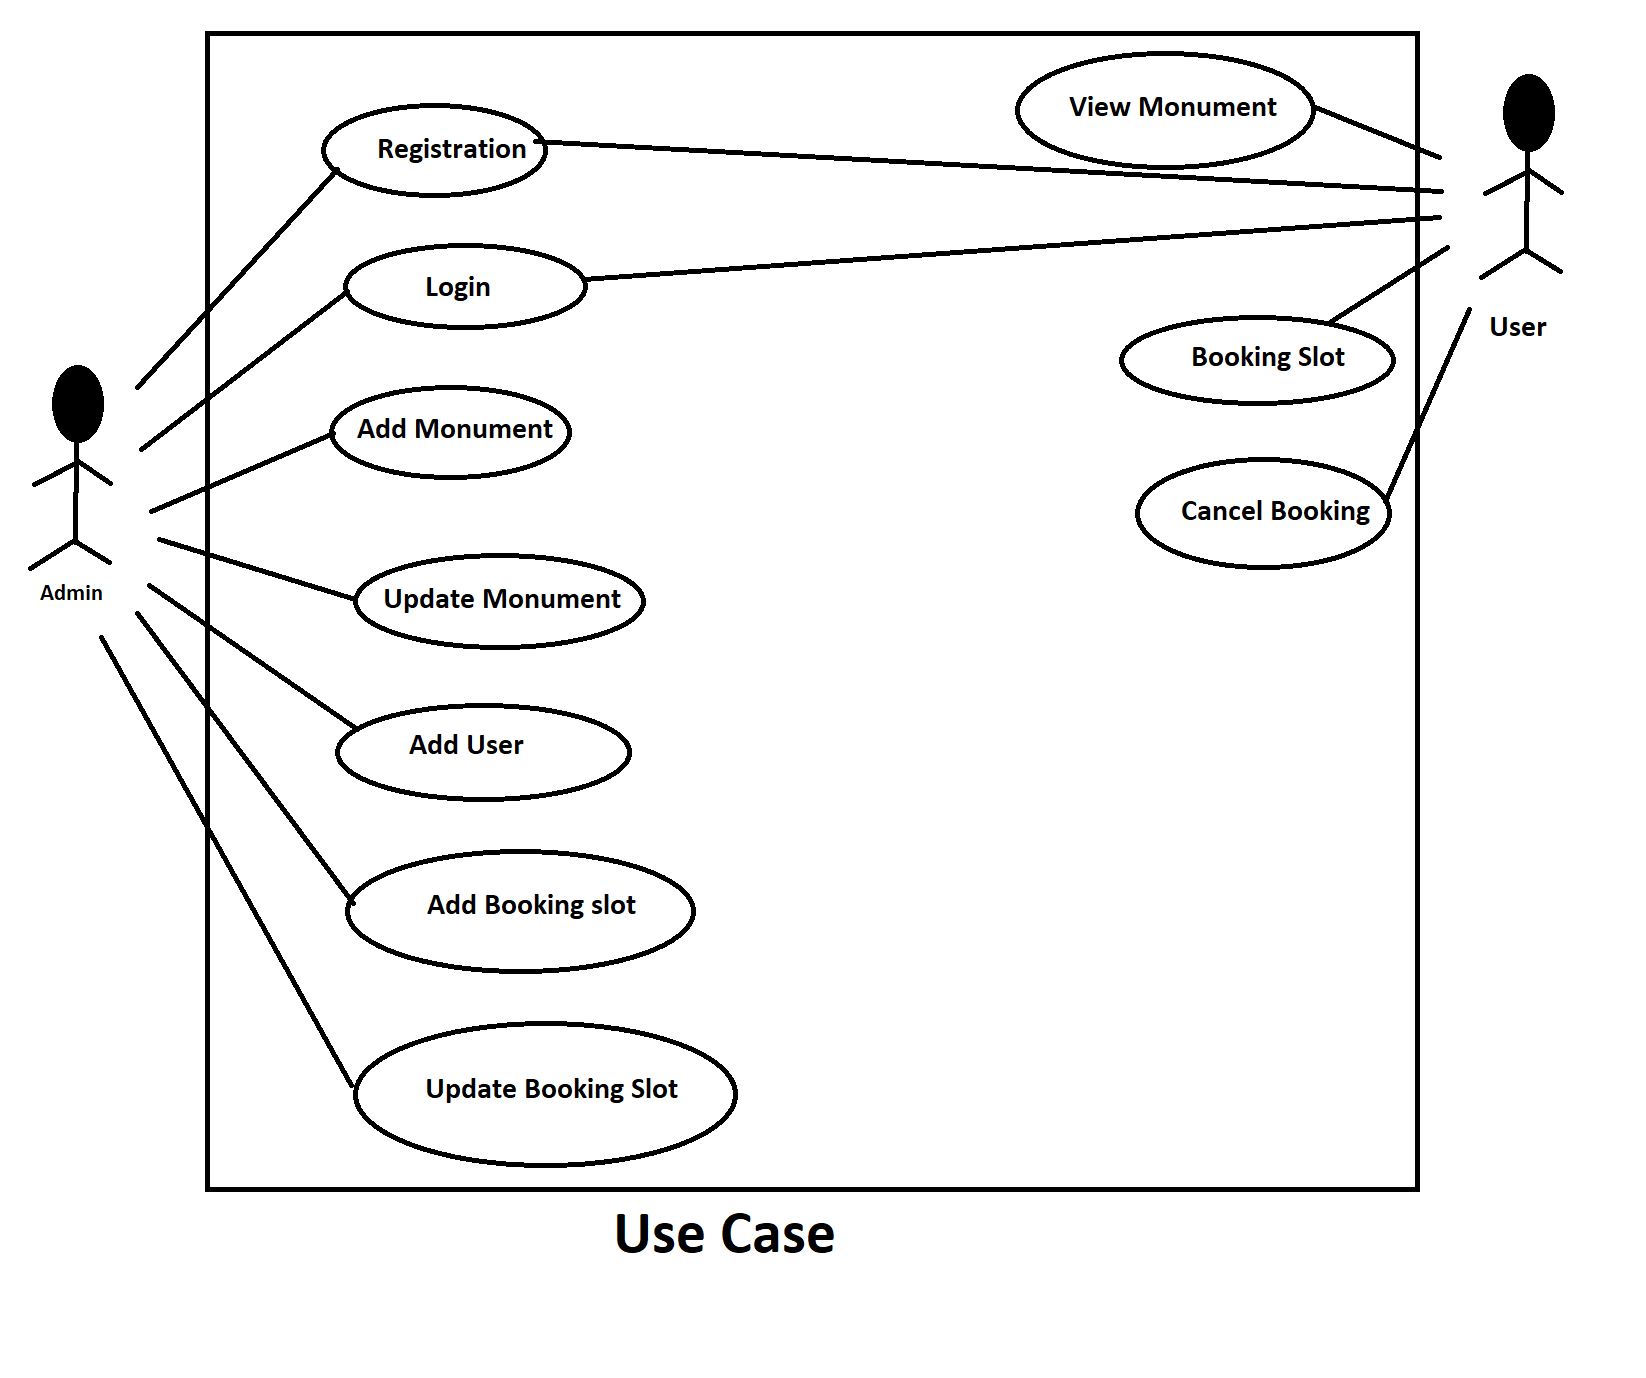 View Monument
Registration
Login
User
Booking Slot
Add Monument
Cancel Booking
Admin
Update Monument
Add User
Add Booking slot
Update Booking Slot
Use Case